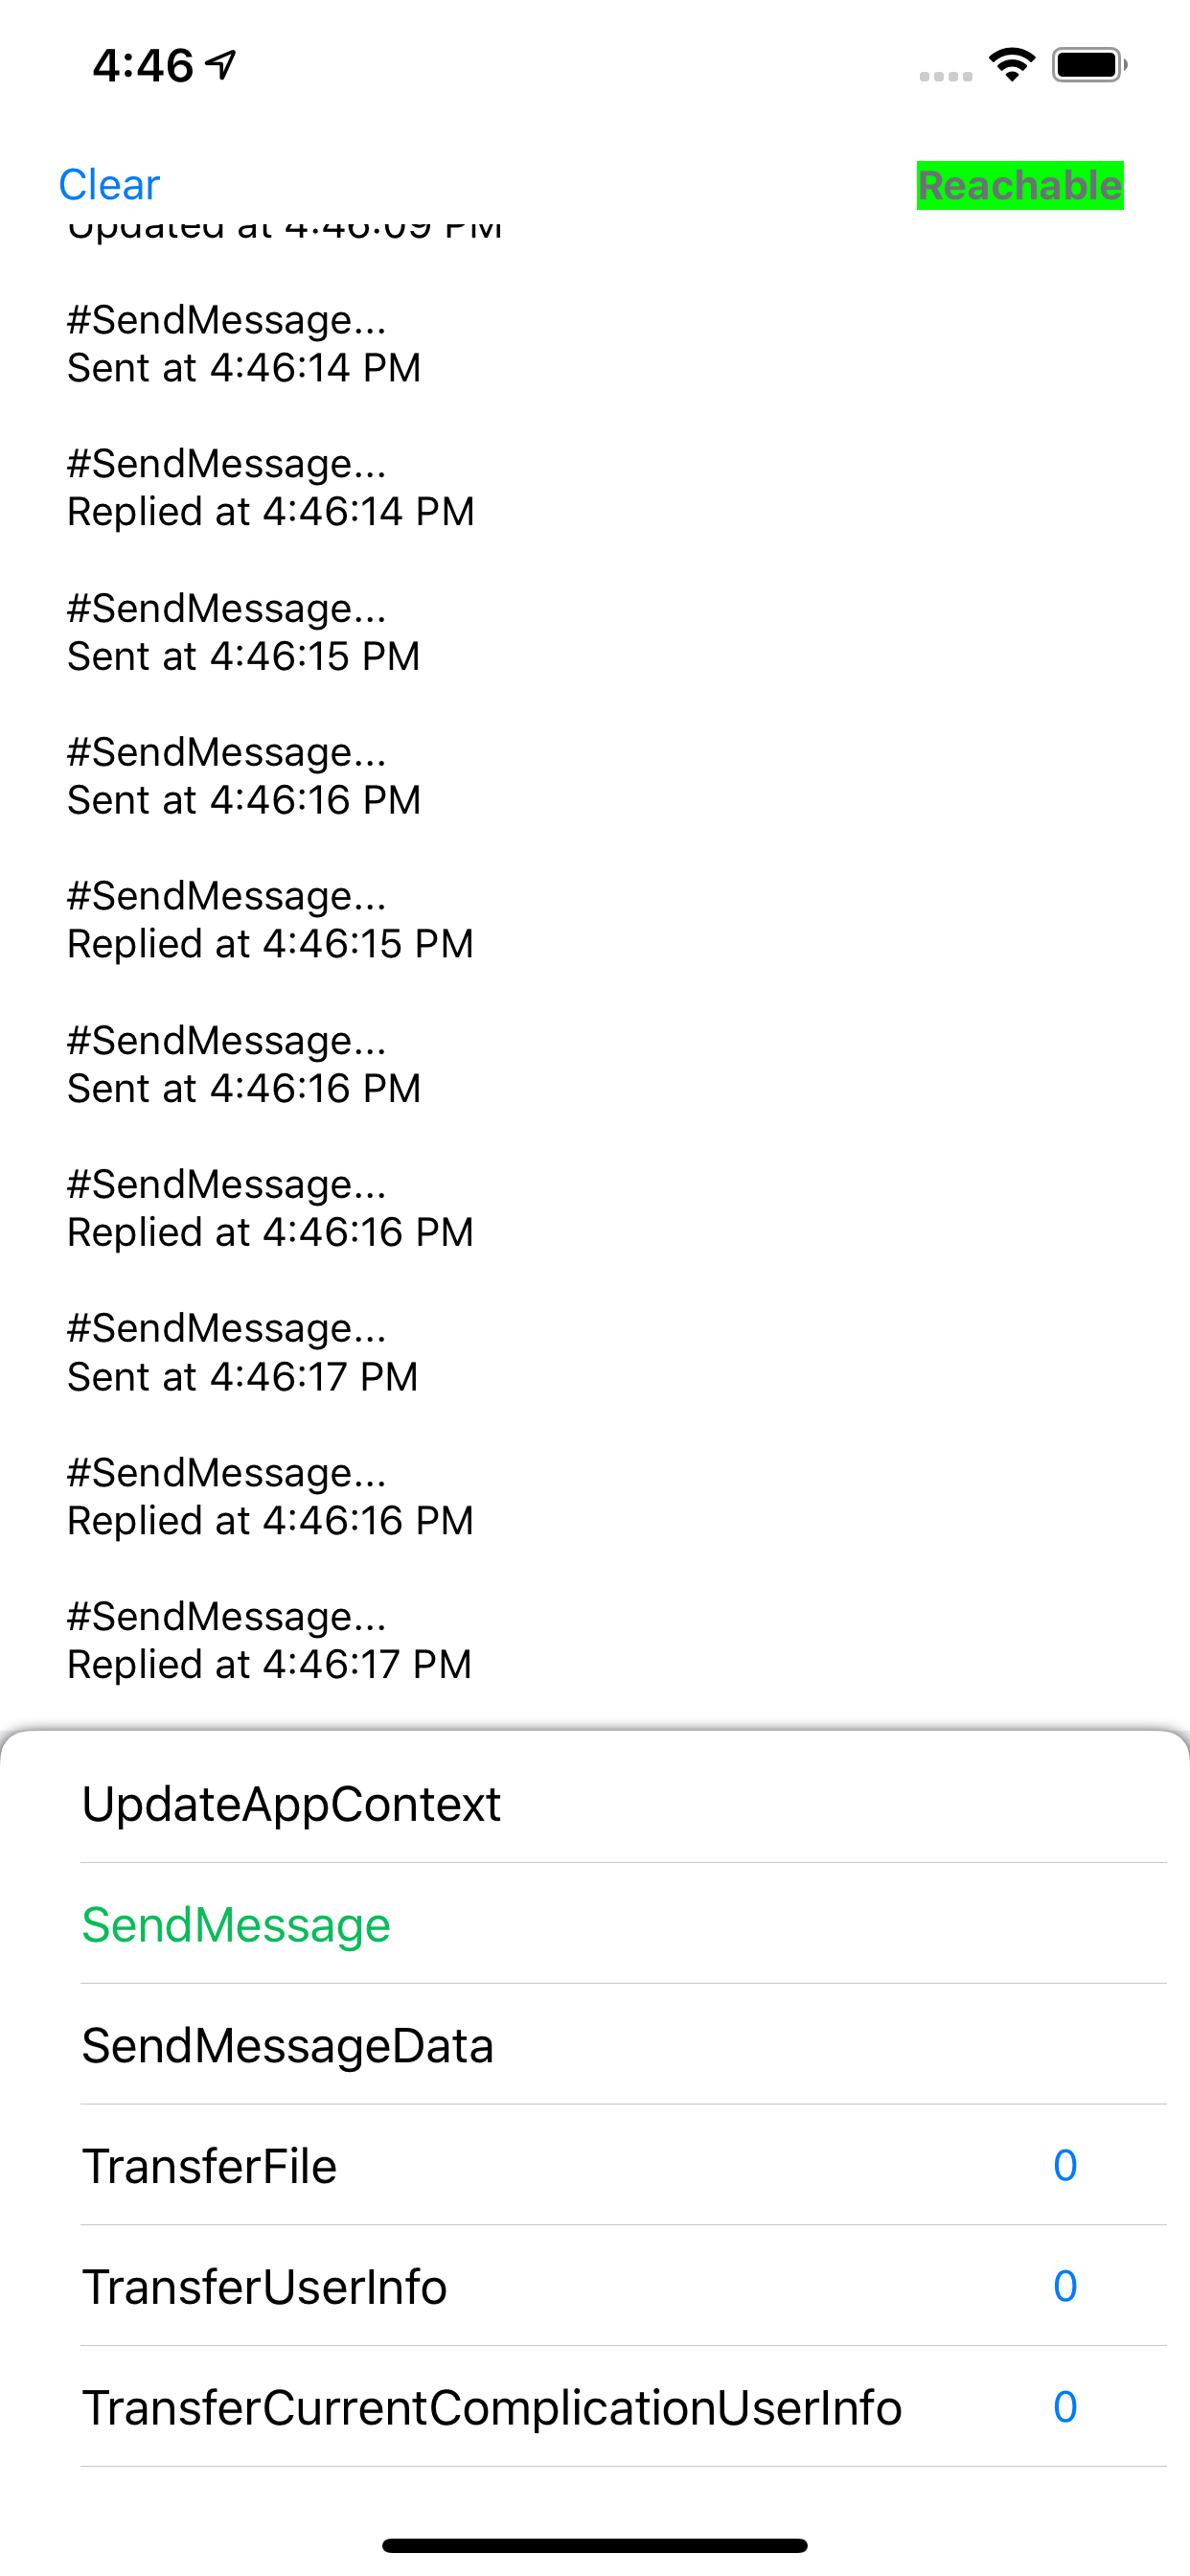 4:46
Clear
Reachable
Updated at 4:46:09 PM
#SendMessage...
Sent at 4:46:14 PM
#SendMessage...
Replied at 4:46:14 PM
#SendMessage...
Sent at 4:46:15 PM
#SendMessage...
Sent at 4:46:16 PM
#SendMessage...
Replied at 4:46:15 PM
#SendMessage...
Sent at 4:46:16 PM
#SendMessage...
Replied at 4:46:16 PM
#SendMessage...
Sent at 4:46:17 PM
#SendMessage...
Replied at 4:46:16 PM
#SendMessage...
Replied at 4:46:17 PM
UpdateAppContext
SendMessage
SendMessageData
TransferFile 0
TransferUserInfo 0
TransferCurrentComplicationUserInfo 0